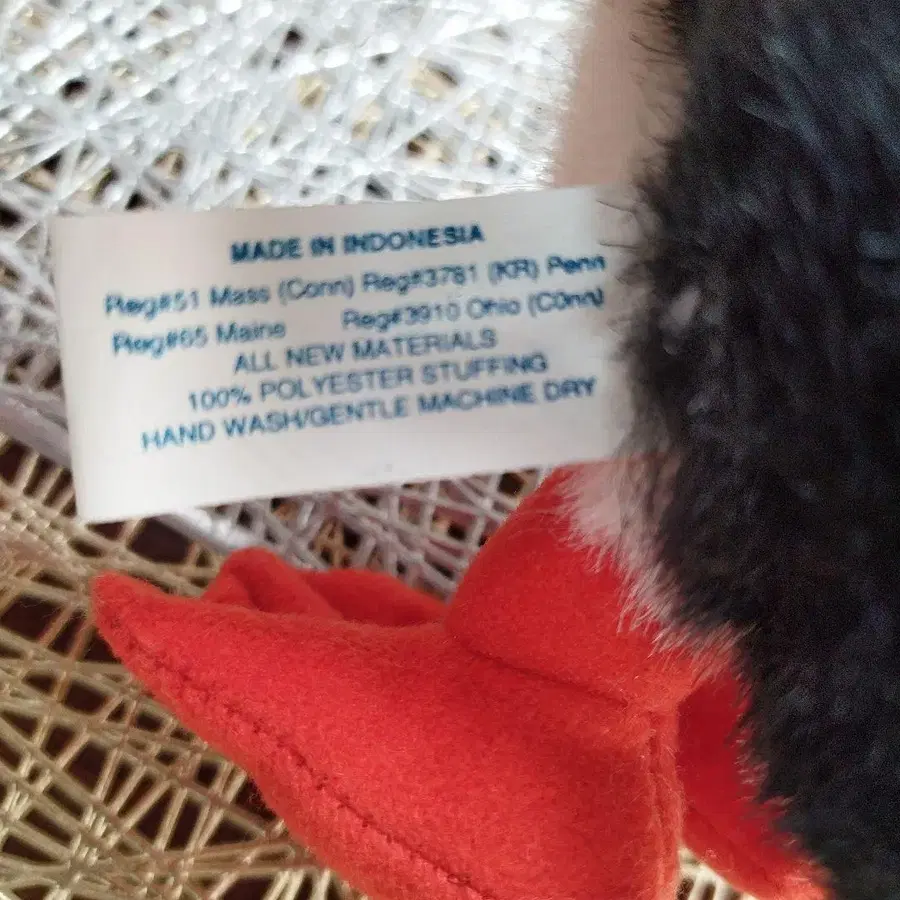 MADE IN INDONESIA
Reg#51 Mass (Conn) Reg#3781 (KR) Penn
Reg#65 Maine Reg#3910 Ohio (C0nn)
ALL NEW MATERIALS
100% POLYESTER STUFFING
HAND WASH/GENTLE MACHINE DRY